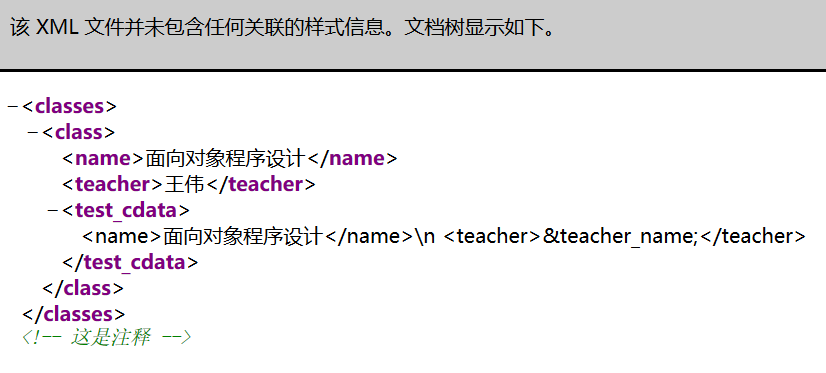 该 XML 文件并未包含任何关联的样式信息。文档树显示如下。
−<classes>
−<class>
<name>面向对象程序设计</name>
<teacher>王伟</teacher>
−<test_cdata>
<name>面向对象程序设计</name>\n <teacher>&teacher_name;</teacher>
</test_cdata>
</class>
</classes>
<!-- 这是注释 -->